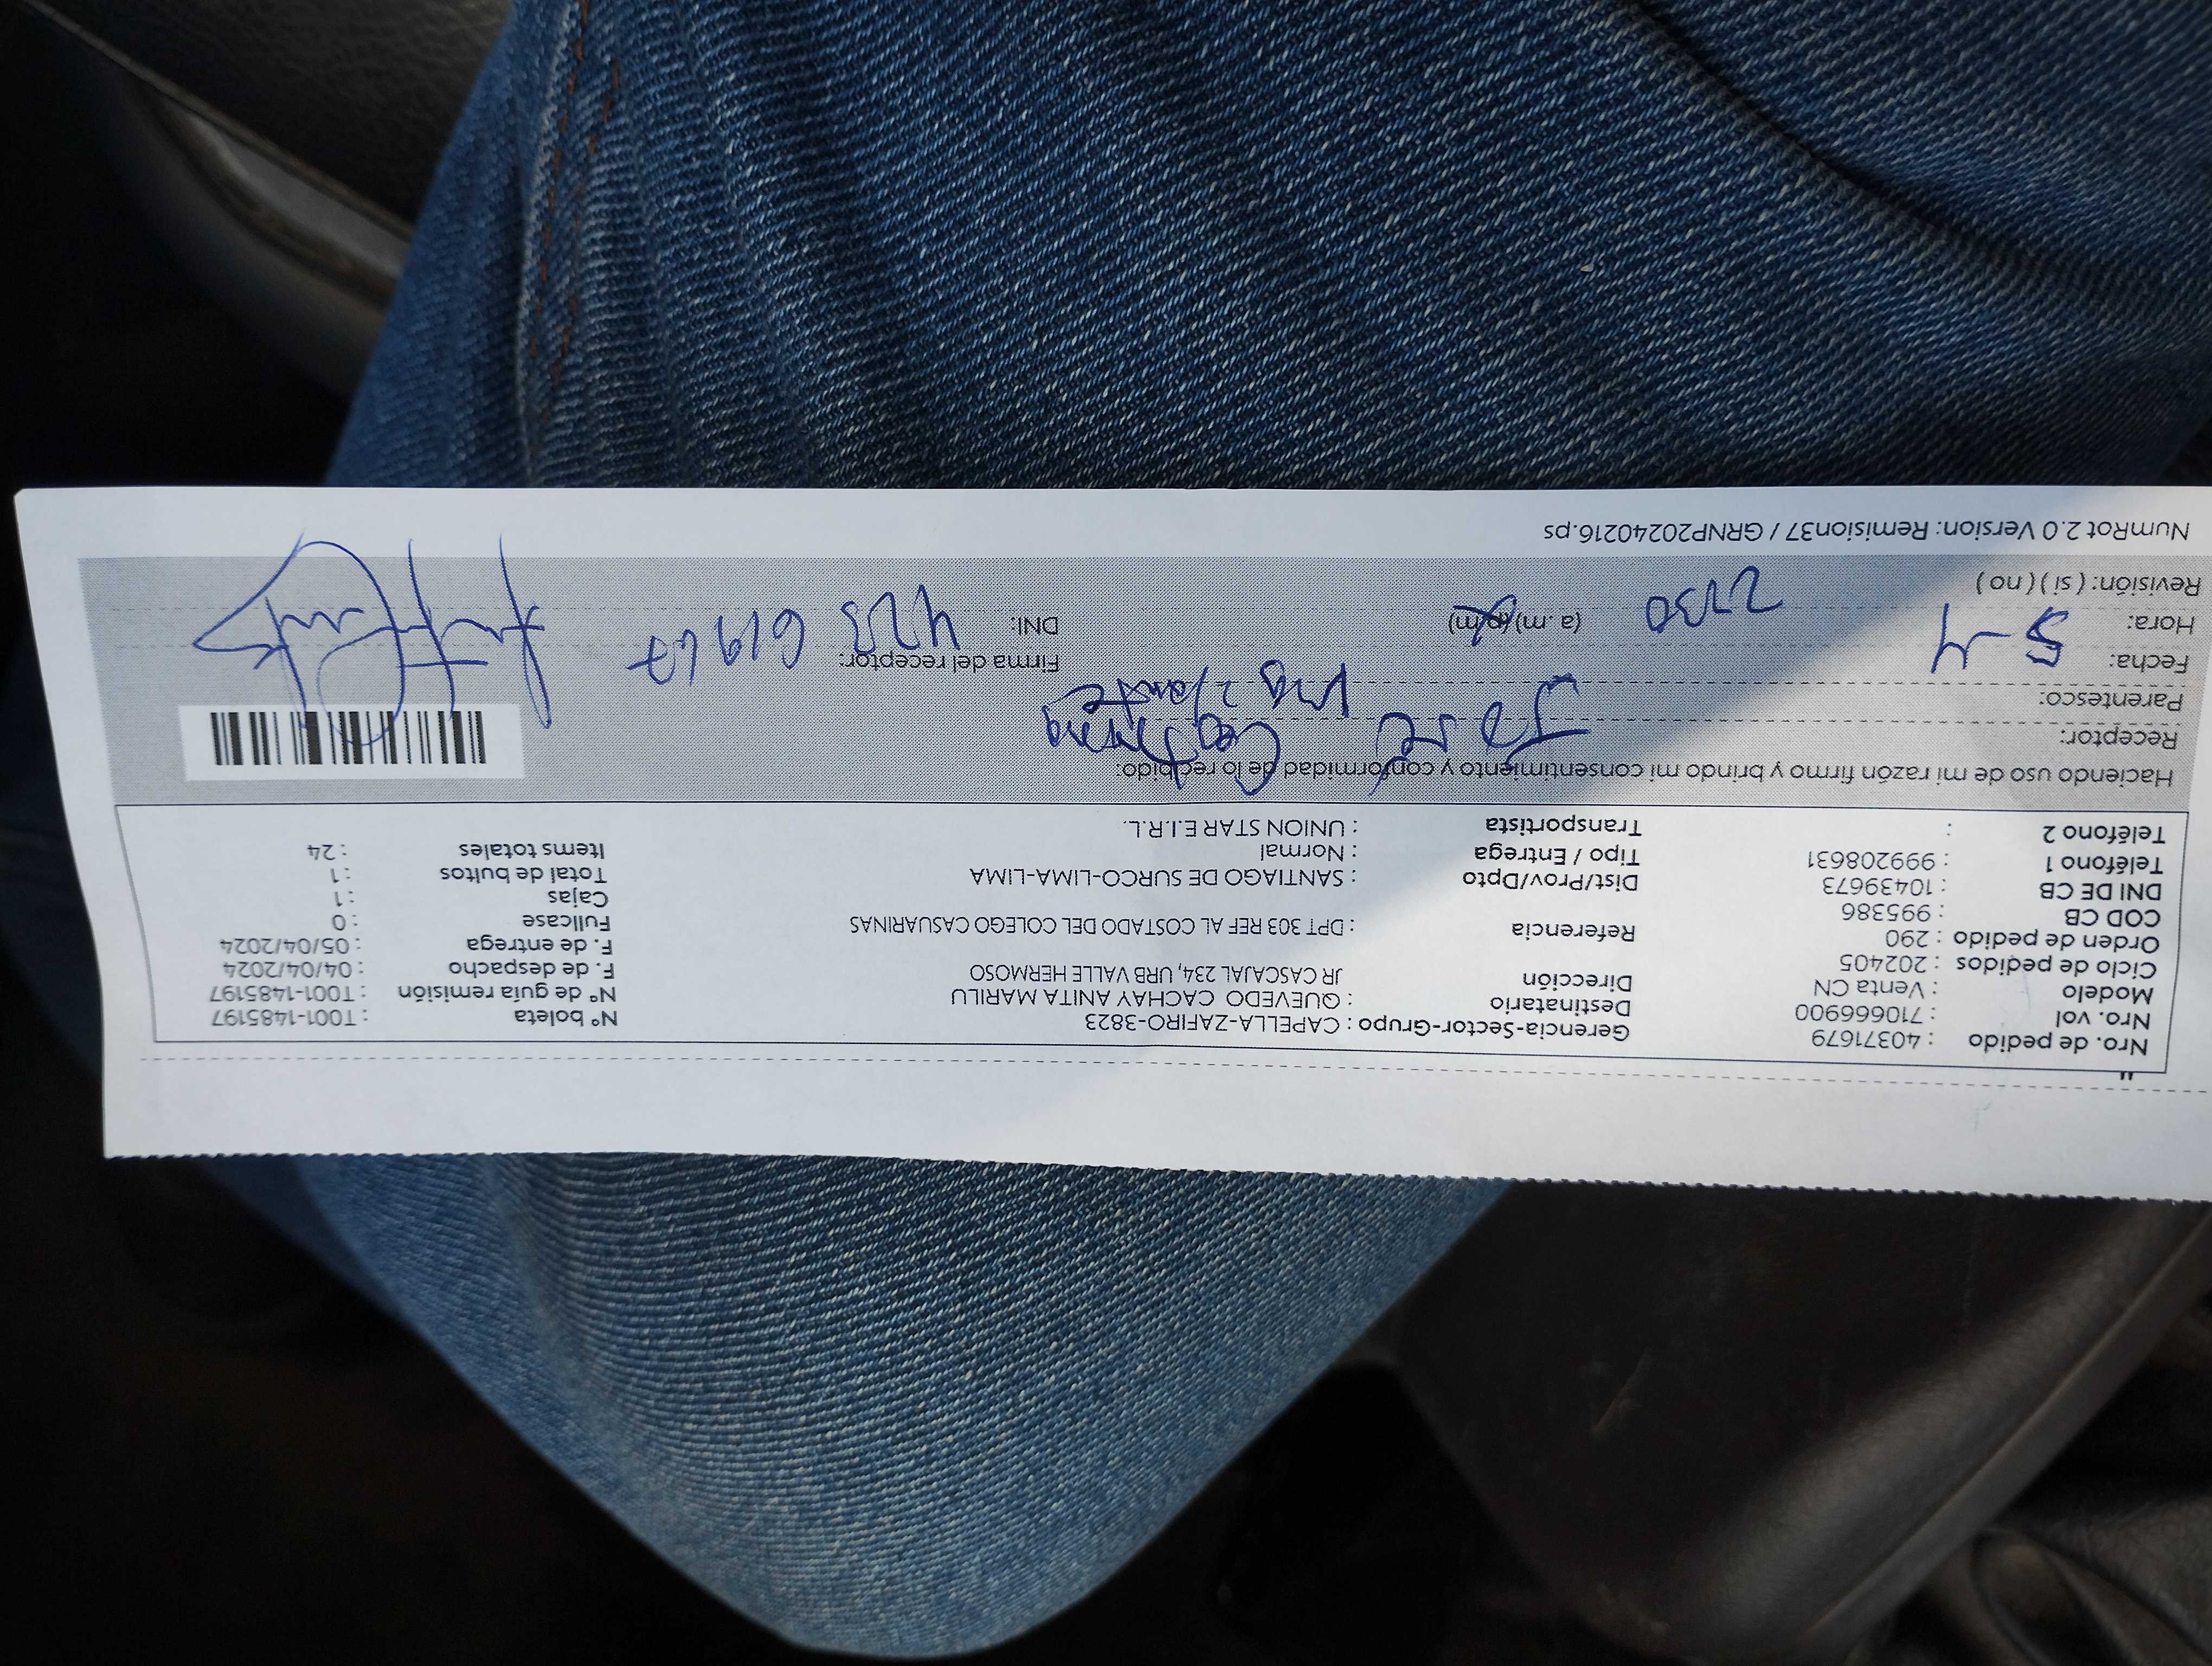 Nro. de pedido : 40371679
Nro. vol : 710666900
Modelo : Venta CN
Ciclo de pedidos : 202405
Orden de pedido : 290
COD CB : 995386
DNI DE CB : 10439673
Teléfono 1 : 999208631
Teléfono 2 :
Gerencia-Sector-Grupo : CAPELLA-ZAFIRO-3823
Destinatario : QUEVEDO CACHAY ANITA MARILU
Dirección JR CASCAJAL 234, URB VALLE HERMOSO
Referencia : DPT 303 REF AL COSTADO DEL COLEGO CASUARINAS
Dist/Prov/Dpto : SANTIAGO DE SURCO-LIMA-LIMA
Tipo / Entrega : Normal
Transportista : UNION STAR E.I.R.L.
N° boleta : T001-1485197
N° de guía remisión : T001-1485197
F. de despacho : 04/04/2024
F. de entrega : 05/04/2024
Fullcase : 0
Cajas : 1
Total de bultos : 1
Items totales : 24
Haciendo uso de mi razón firmo y brindo mi consentimiento y conformidad de lo recibido:
Receptor: José
Parentesco:
Fecha: 5-4
Hora: (a. m) (p/m)
Revisión: ( si ) ( no )
Firma del receptor:
DNI:
NumRot 2.0 Version: Remision37 / GRNP20240216.ps